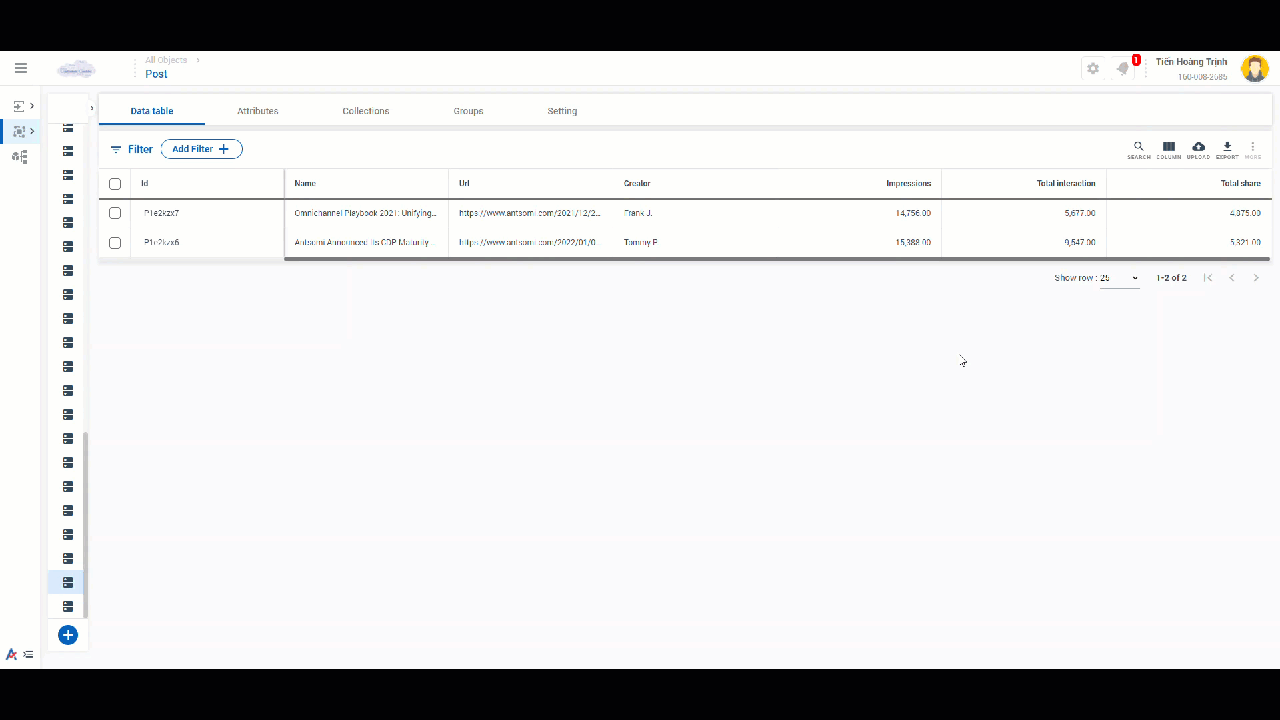 All Objects
Post
1
Tiến Hoàng Trịnh
160-008-2585
Data table Attributes Collections Groups Setting
Filter Add Filter
SEARCH COLUMN UPLOAD EXPORT MORE
Id Name Url Creator Impressions Total interaction Total share
P1e2kzx7 Omnichannel Playbook 2021: Unifying... https://www.antsomi.com/2021/12/2... Frank J. 14,756.00 5,677.00 4,875.00
P1e2kzx6 Antsomi Announced Its CDP Maturity... https://www.antsomi.com/2022/01/0... Tommy P. 15,388.00 9,547.00 5,321.00
Show row : 25 1-2 of 2